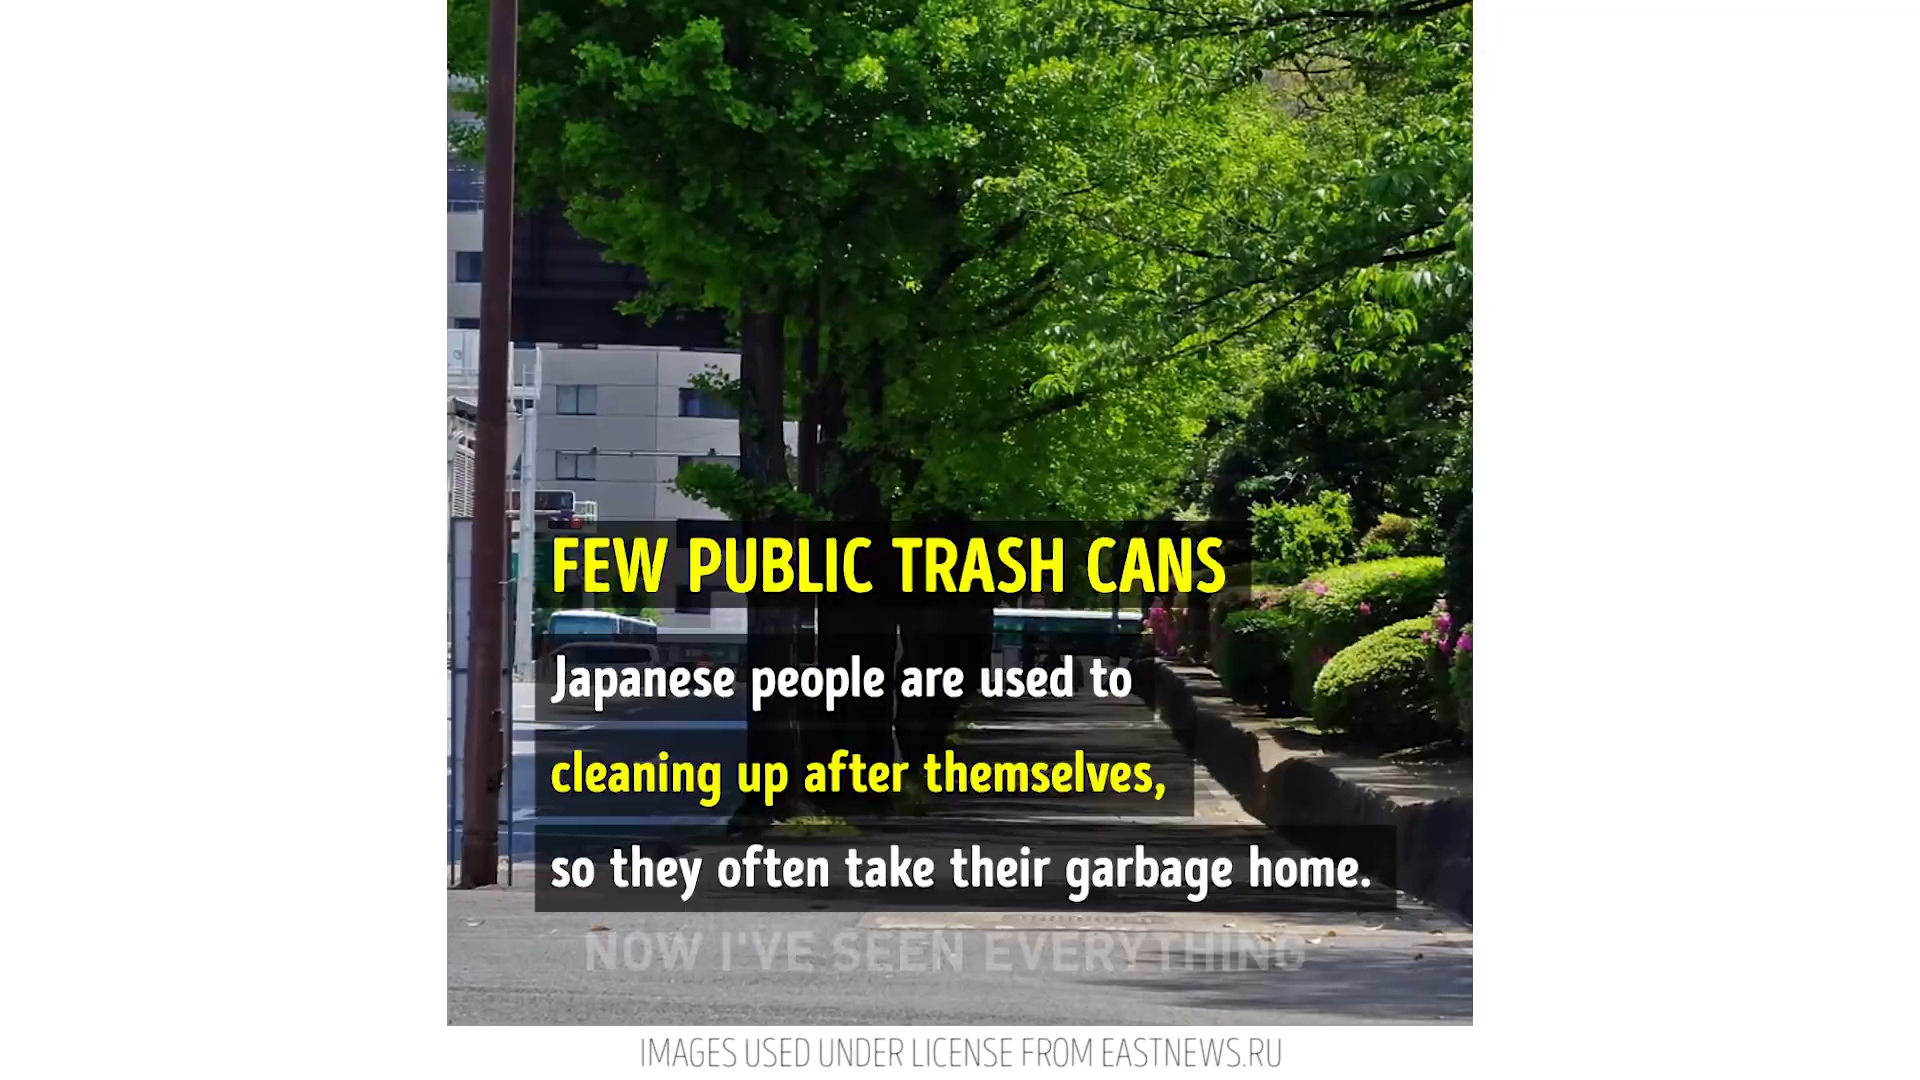 FEW PUBLIC TRASH CANS
Japanese people are used to
cleaning up after themselves,
so they often take their garbage home.
NOW I'VE SEEN EVERYTHING
IMAGES USED UNDER LICENSE FROM EASTNEWS.RU